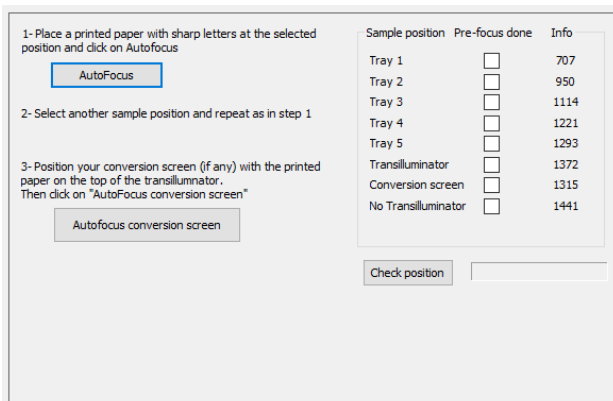 1- Place a printed paper with sharp letters at the selected
position and click on Autofocus
AutoFocus
2- Select another sample position and repeat as in step 1
3- Position your conversion screen (if any) with the printed
paper on the top of the transillumnator.
Then click on "AutoFocus conversion screen"
Autofocus conversion screen
Sample position Pre-focus done Info
Tray 1 707
Tray 2 950
Tray 3 1114
Tray 4 1221
Tray 5 1293
Transilluminator 1372
Conversion screen 1315
No Transilluminator 1441
Check position